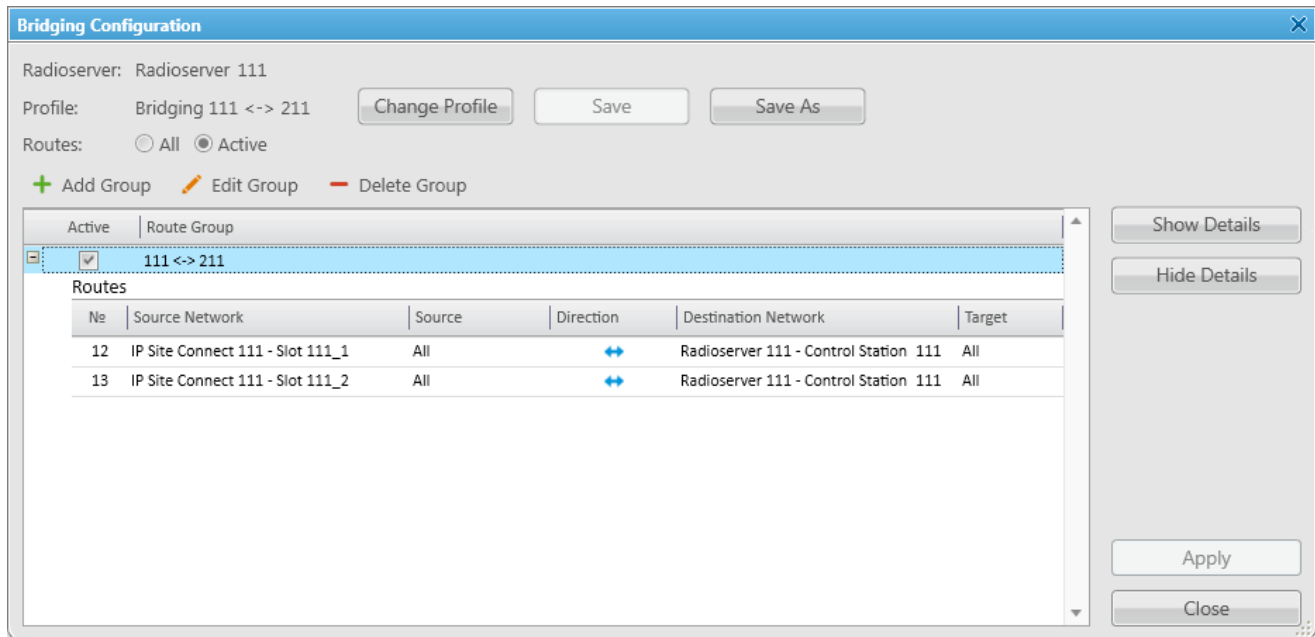 Bridging Configuration
Radioserver: Radioserver 111
Profile: Bridging 111 <-> 211 Change Profile Save Save As
Routes: All Active
Add Group Edit Group Delete Group
Active Route Group
111 <-> 211
Routes
№ Source Network Source Direction Destination Network Target
12 IP Site Connect 111 - Slot 111_1 All Radioserver 111 - Control Station 111 All
13 IP Site Connect 111 - Slot 111_2 All Radioserver 111 - Control Station 111 All
Show Details
Hide Details
Apply
Close